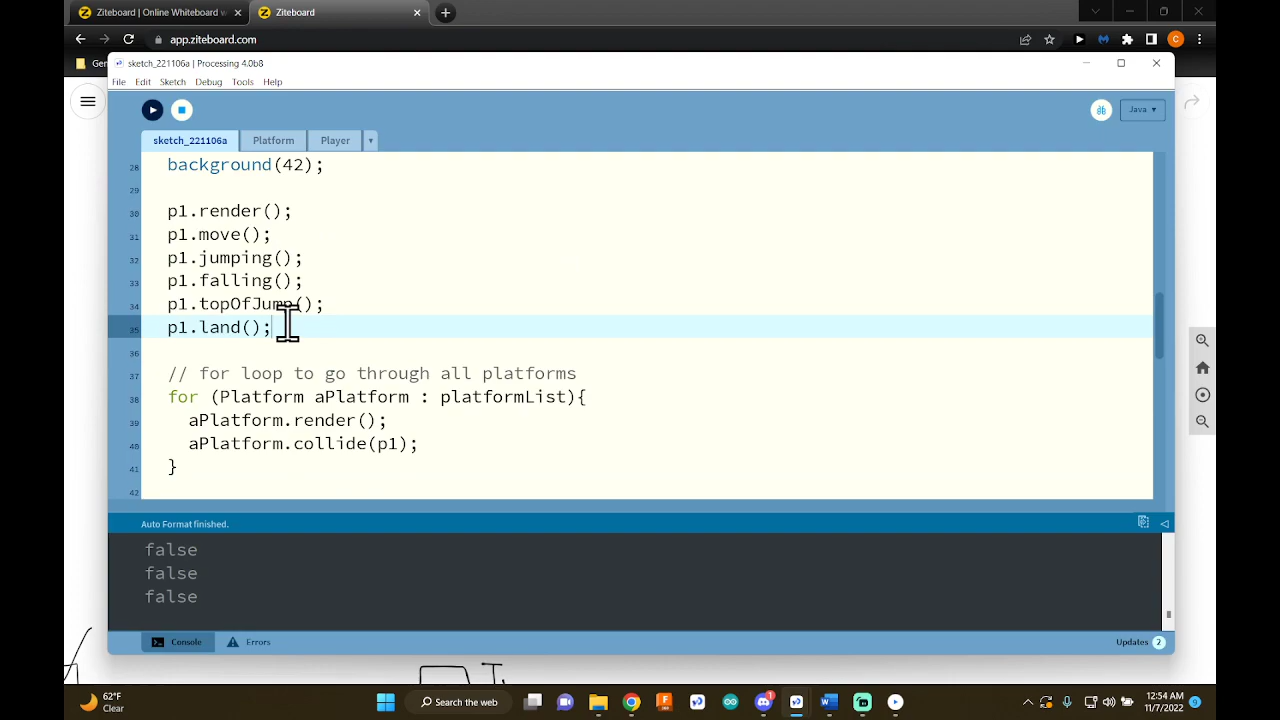 Ziteboard | Online Whiteboard w
Ziteboard
app.ziteboard.com
C
Gen
sketch_221106a | Processing 4.0b8
File Edit Sketch Debug Tools Help
Java
sketch_221106a Platform Player
28 background(42);
29
30 p1.render();
31 p1.move();
32 p1.jumping();
33 p1.falling();
34 p1.topOfJump();
35 p1.land();
36
37 // for loop to go through all platforms
38 for (Platform aPlatform : platformList){
39 aPlatform.render();
40 aPlatform.collide(p1);
41 }
42
Auto Format finished.
false
false
false
Console Errors Updates 2
62°F
Clear
Search the web
12:54 AM
11/7/2022